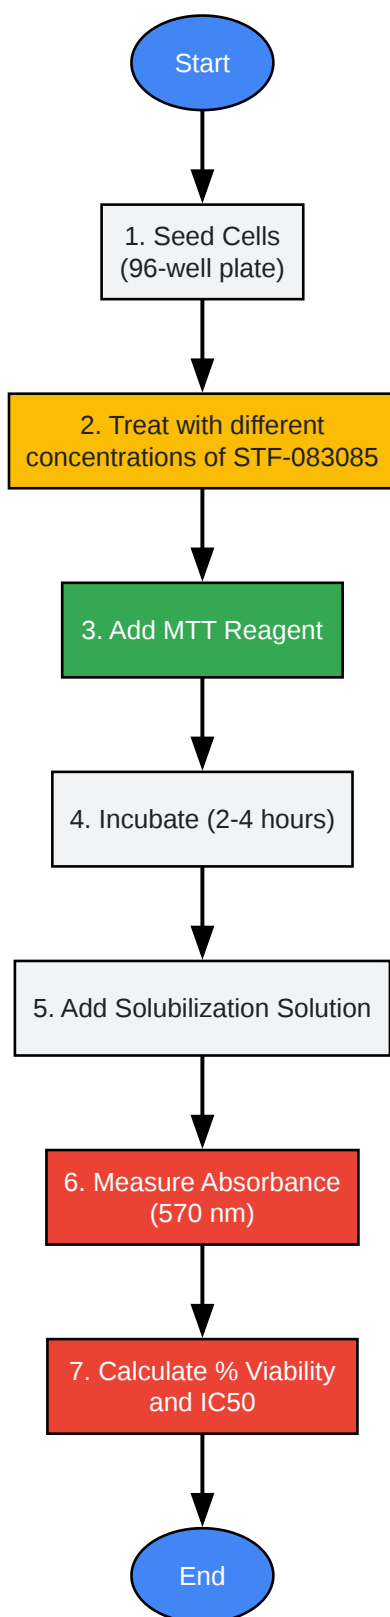 Start
1. Seed Cells
(96-well plate)
2. Treat with different
concentrations of STF-083085
3. Add MTT Reagent
4. Incubate (2-4 hours)
5. Add Solubilization Solution
6. Measure Absorbance
(570 nm)
7. Calculate % Viability
and IC50
End